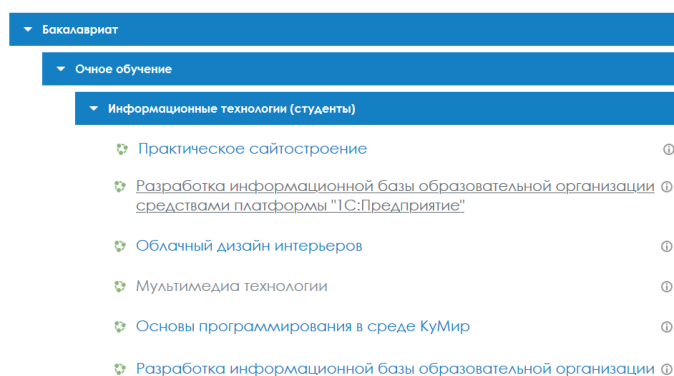 Бакалавриат
Очное обучение
Информационные технологии (студенты)
Практическое сайтостроение
Разработка информационной базы образовательной организации
средствами платформы "1С:Предприятие"
Облачный дизайн интерьеров
Мультимедиа технологии
Основы программирования в среде КуМир
Разработка информационной базы образовательной организации